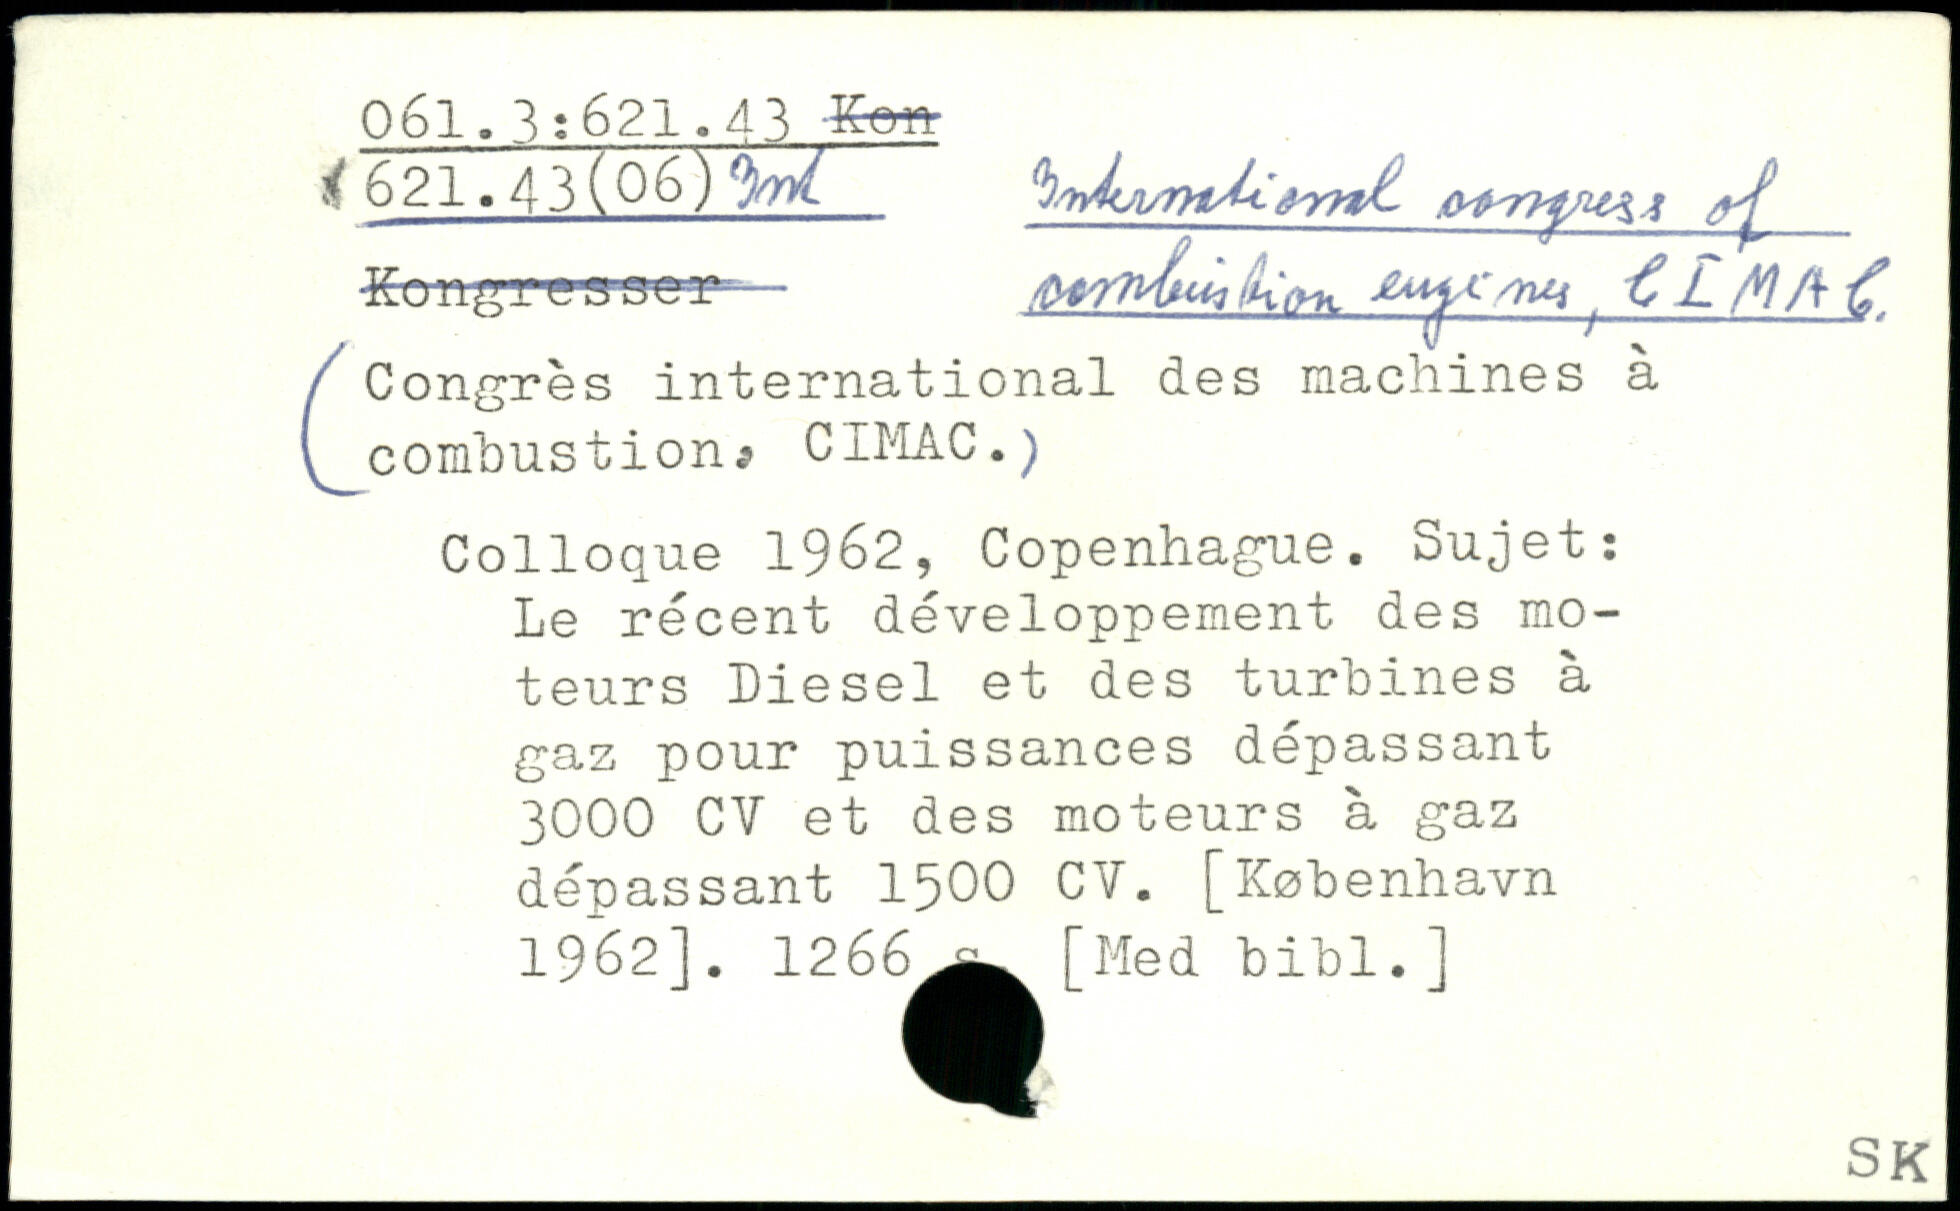 061.3:621.43 Kon
621.43(06) Int
International congress of
combustion engines, CIMAC.
Kongresser
(Congrès international des machines à
combustion, CIMAC.)
Colloque 1962, Copenhague. Sujet:
Le récent développement des mo-
teurs Diesel et des turbines à
gaz pour puissances dépassant
3000 CV et des moteurs à gaz
dépassant 1500 CV. [København
1962]. 1266 s. [Med bibl.]
SK